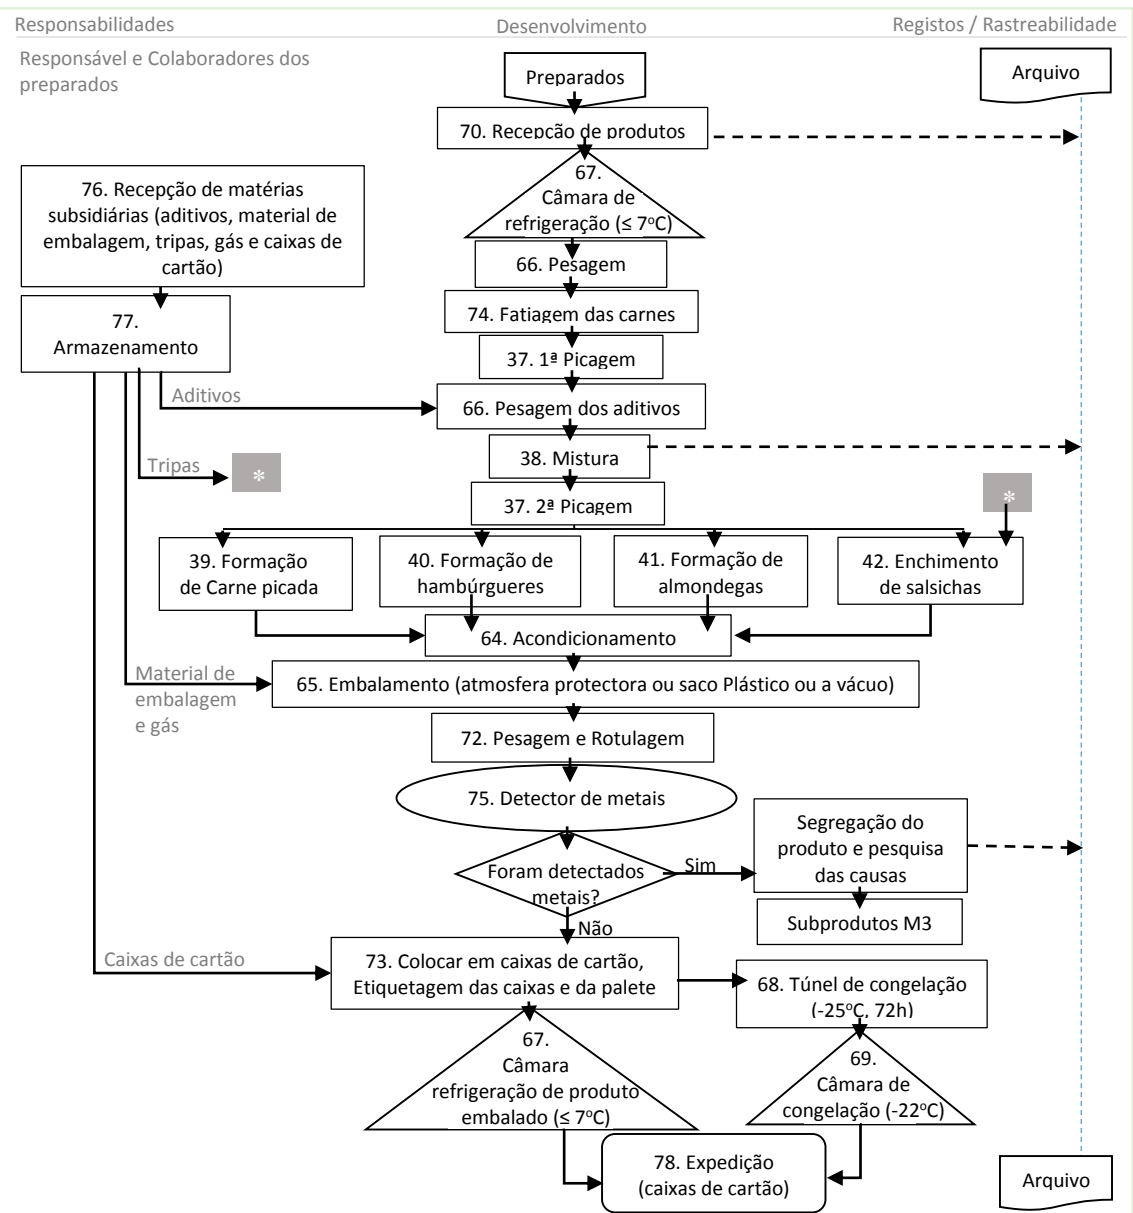 Responsabilidades
Desenvolvimento
Registos / Rastreabilidade
Responsável e Colaboradores dos
preparados
Preparados
Arquivo
70. Recepção de produtos
67.
Câmara de
refrigeração (≤ 7ºC)
76. Recepção de matérias
subsidiárias (aditivos, material de
embalagem, tripas, gás e caixas de
cartão)
66. Pesagem
77.
Armazenamento
74. Fatiagem das carnes
37. 1ª Picagem
Aditivos
66. Pesagem dos aditivos
38. Mistura
Tripas
*
37. 2ª Picagem
*
39. Formação
de Carne picada
40. Formação de
hambúrgueres
41. Formação de
almondegas
42. Enchimento
de salsichas
64. Acondicionamento
Material de
embalagem
e gás
65. Embalamento (atmosfera protectora ou saco Plástico ou a vácuo)
72. Pesagem e Rotulagem
75. Detector de metais
Segregação do
produto e pesquisa
das causas
Foram detectados
metais?
Sim
Subprodutos M3
Não
Caixas de cartão
73. Colocar em caixas de cartão,
Etiquetagem das caixas e da palete
68. Túnel de congelação
(-25ºC, 72h)
67.
Câmara
refrigeração de produto
embalado (≤ 7ºC)
69.
Câmara de
congelação (-22ºC)
78. Expedição
(caixas de cartão)
Arquivo